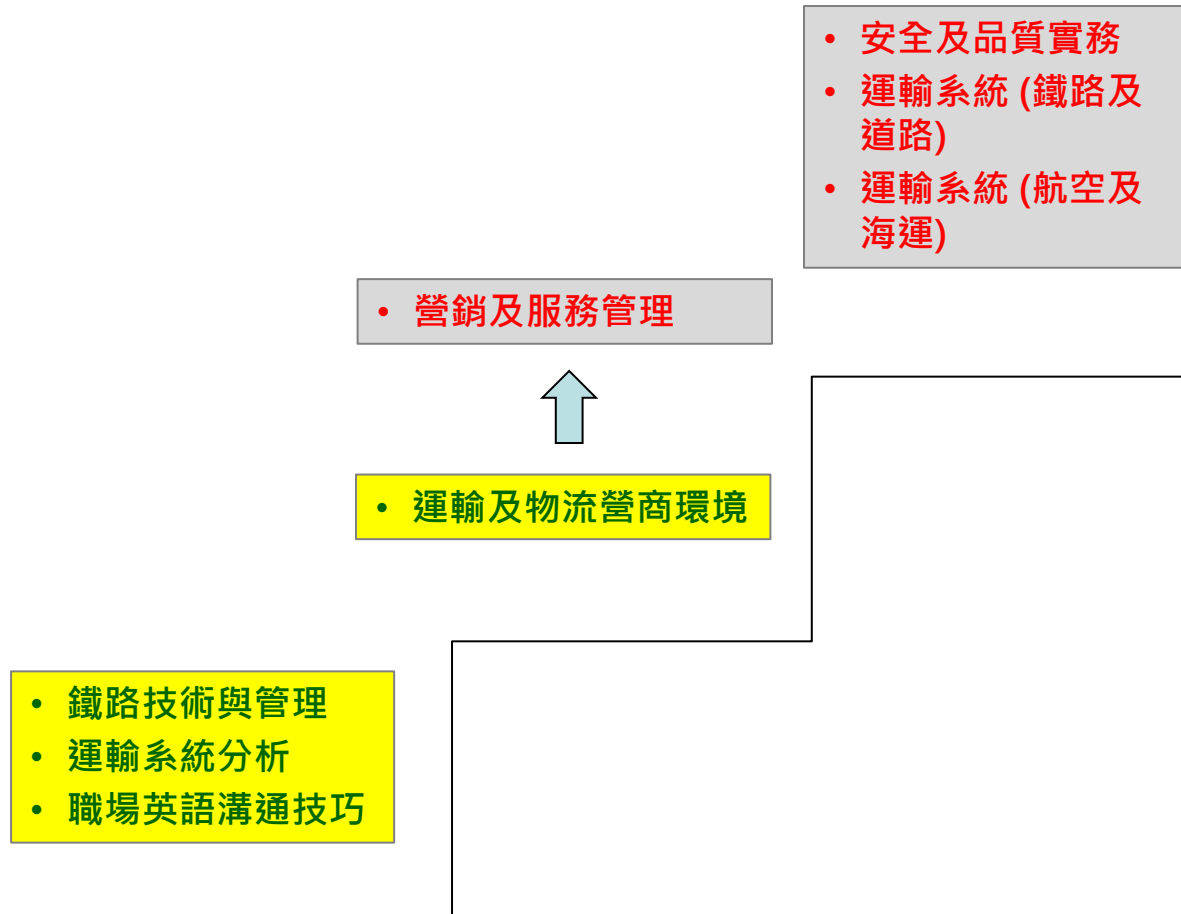 • 安全及品質實務
• 運輸系統 (鐵路及
道路)
• 運輸系統 (航空及
海運)
• 營銷及服務管理
• 運輸及物流營商環境
• 鐵路技術與管理
• 運輸系統分析
• 職場英語溝通技巧